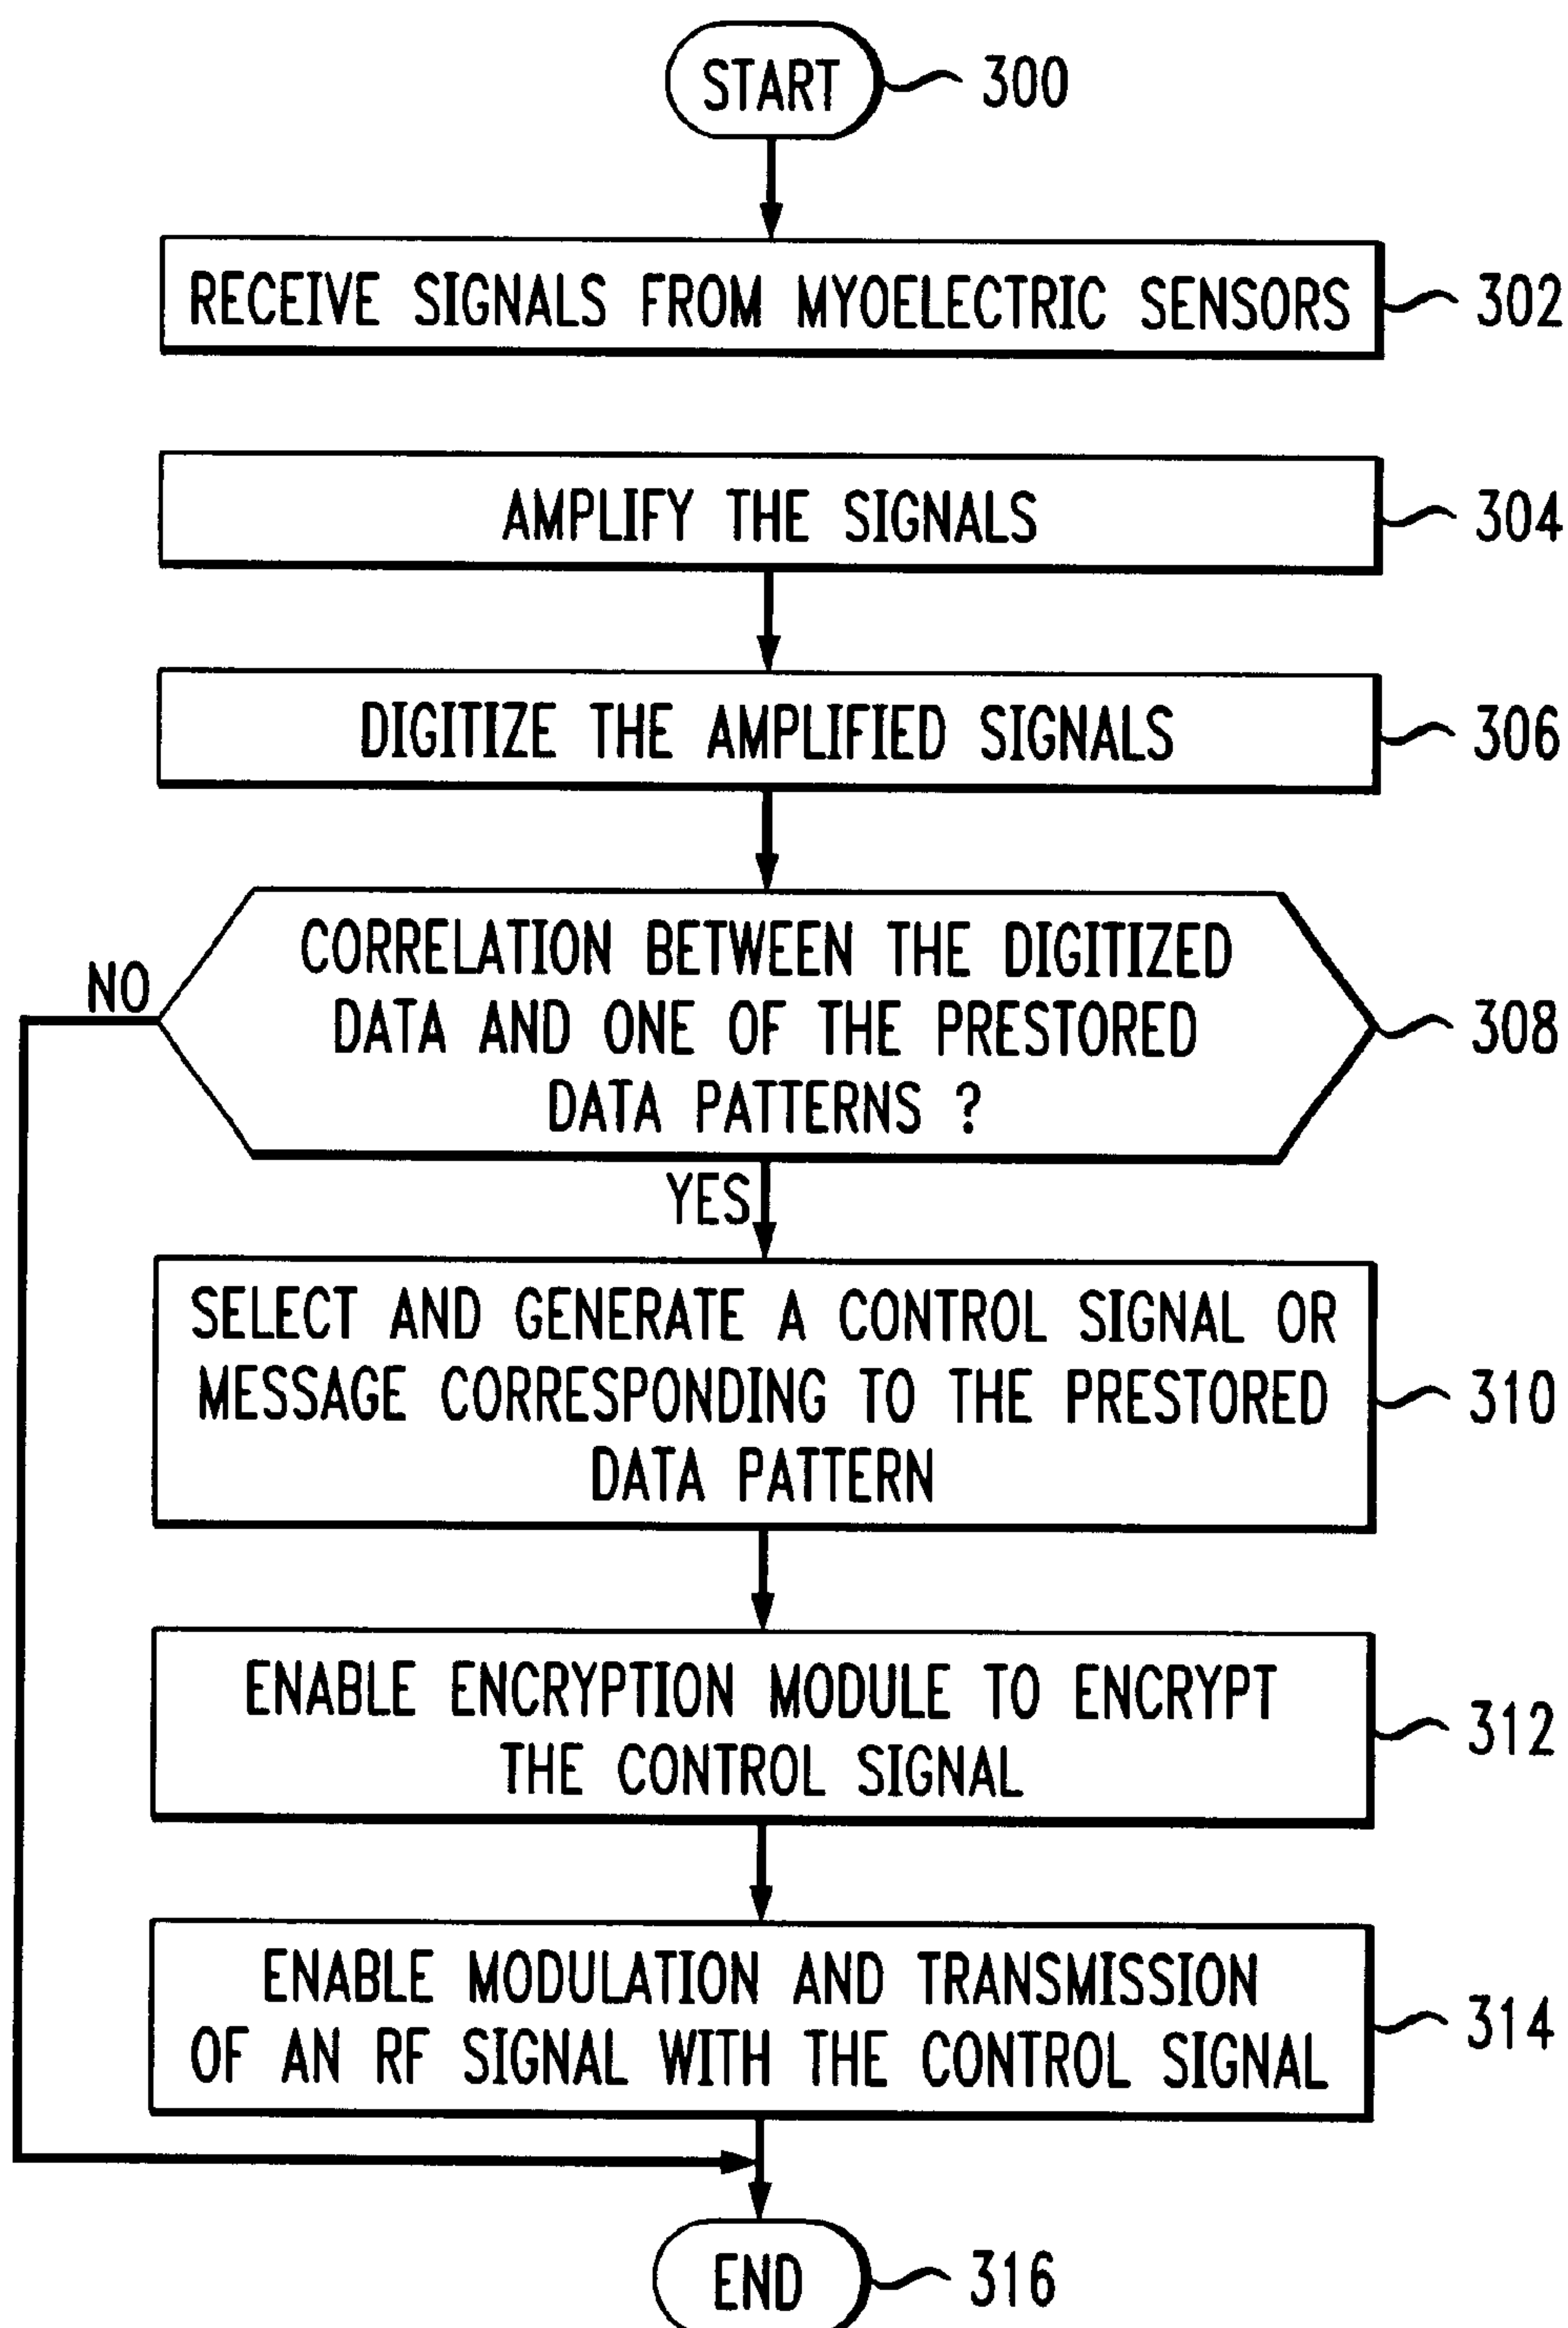 START
300
RECEIVE SIGNALS FROM MYOELECTRIC SENSORS
302
AMPLIFY THE SIGNALS
304
DIGITIZE THE AMPLIFIED SIGNALS
306
CORRELATION BETWEEN THE DIGITIZED
DATA AND ONE OF THE PRESTORED
DATA PATTERNS ?
308
NO
YES
SELECT AND GENERATE A CONTROL SIGNAL OR
MESSAGE CORRESPONDING TO THE PRESTORED
DATA PATTERN
310
ENABLE ENCRYPTION MODULE TO ENCRYPT
THE CONTROL SIGNAL
312
ENABLE MODULATION AND TRANSMISSION
OF AN RF SIGNAL WITH THE CONTROL SIGNAL
314
END
316